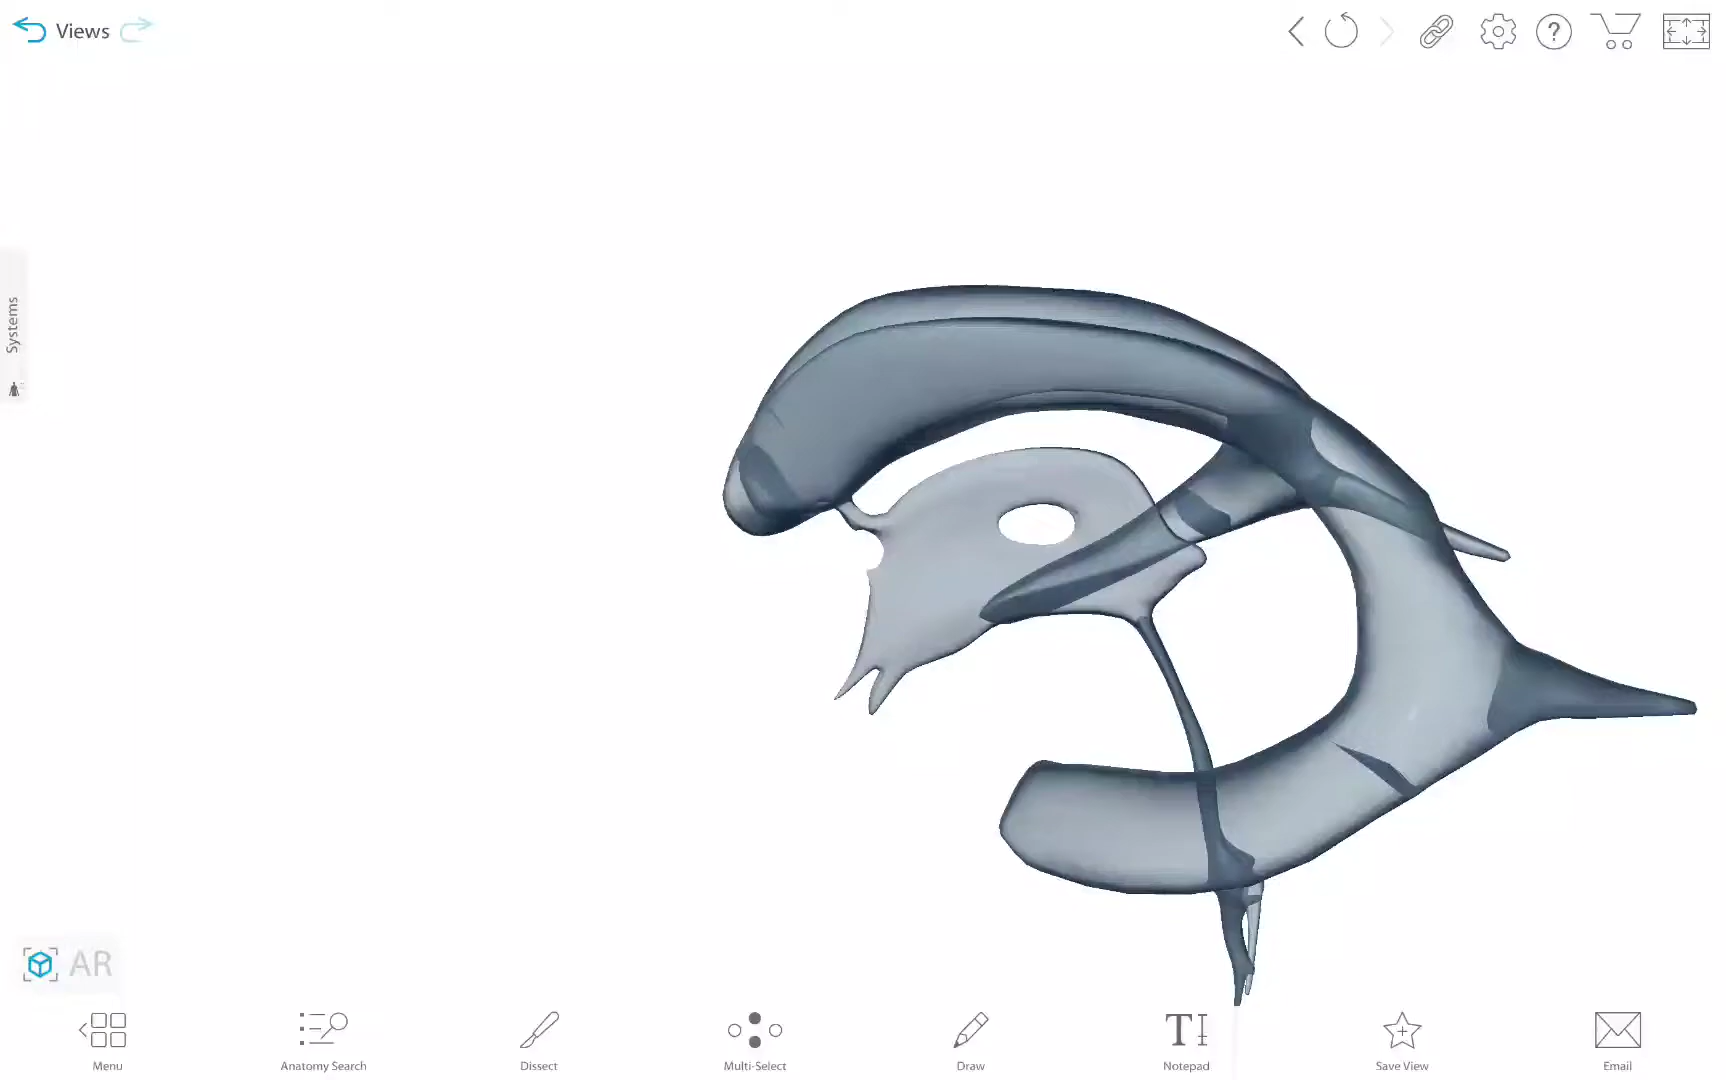 Views
?
Systems
AR
T
Menu
Anatomy Search
Dissect
Multi-Select
Draw
Notepad
Save View
Email